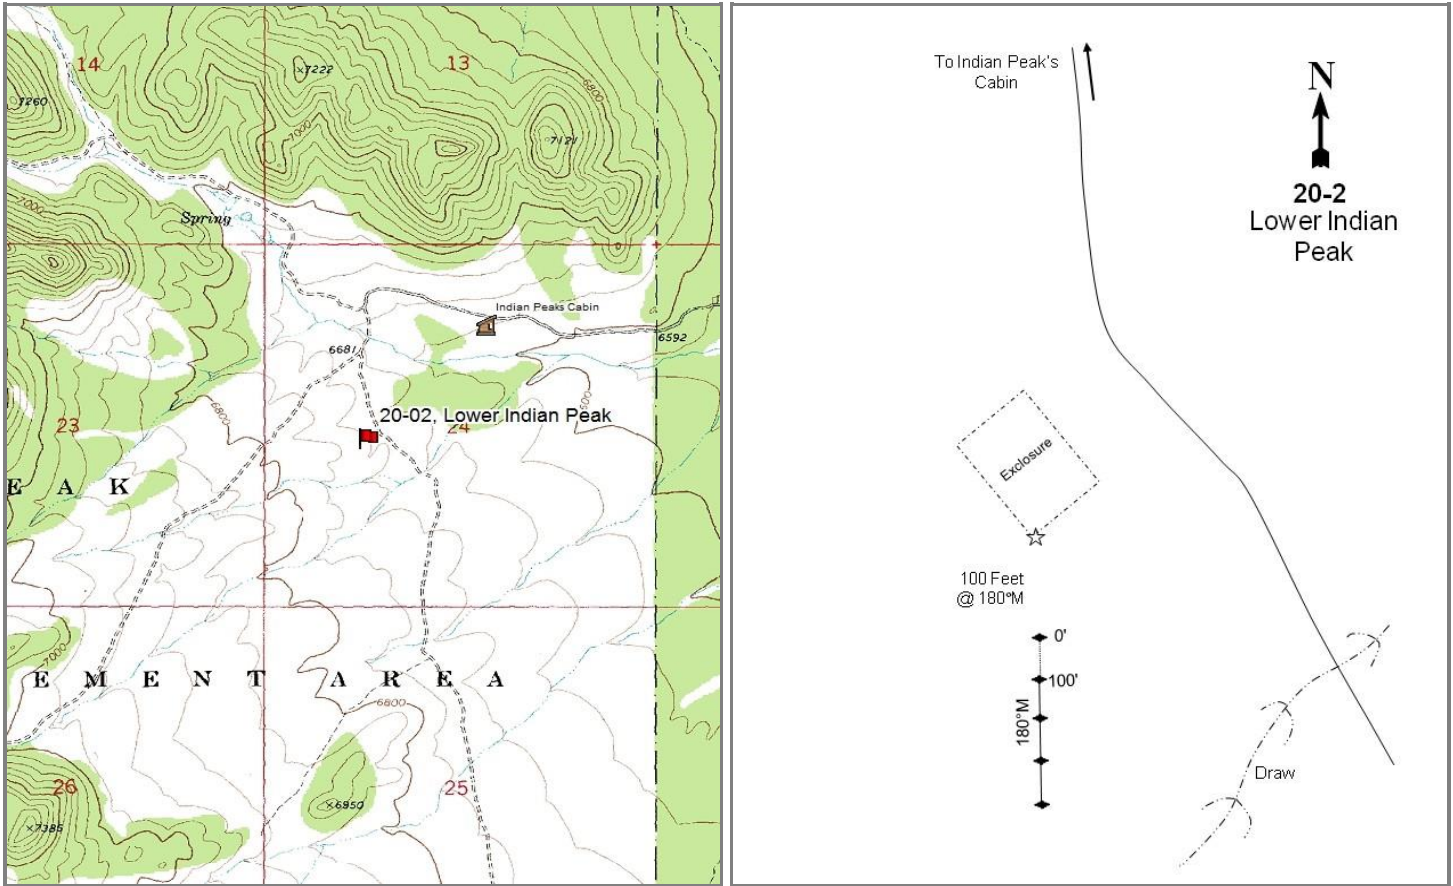 14
×7222
13
6800
7260
7000
×7121
7000
Spring
Indian Peaks Cabin
6681
6592
6800
20-02, Lower Indian Peak
23
24
E A K
7000
E M E N T A R E A
6800
26
25
×6950
×7385
To Indian Peak's
Cabin
N
20-2
Lower Indian
Peak
Exclosure
100 Feet
@ 180°M
0'
100'
180°M
Draw